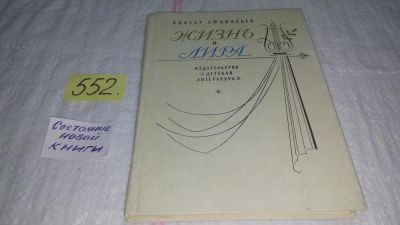 552.
Состояние
новой
книги
ВИКТОР АФАНАСЬЕВ
ЖИЗНЬ
и
ЛИРА
ИЗДАТЕЛЬСТВО
«ДЕТСКАЯ
ЛИТЕРАТУРА»